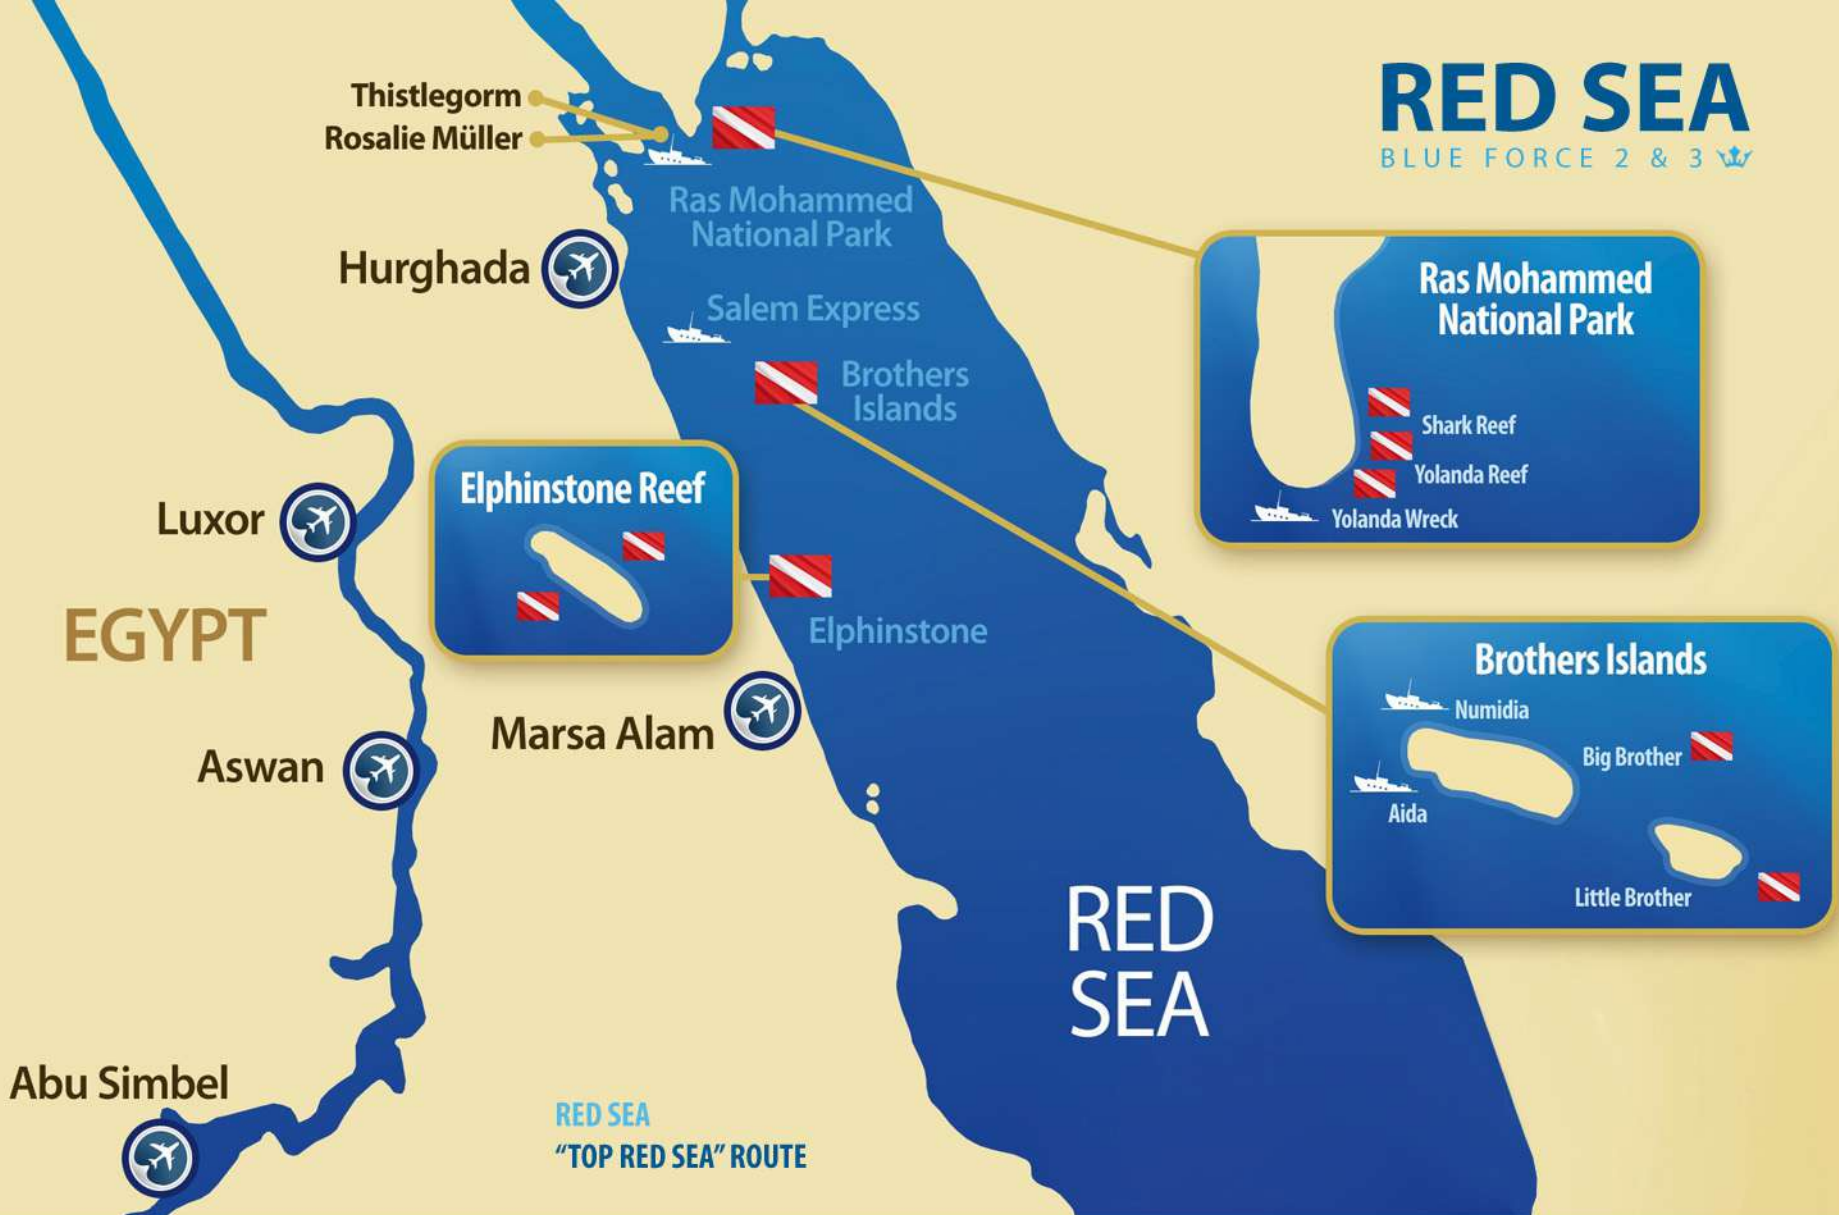 RED SEA
BLUE FORCE 2 & 3
Thistlegorm
Rosalie Müller
Ras Mohammed
National Park
Hurghada
Salem Express
Brothers
Islands
Ras Mohammed
National Park
Shark Reef
Yolanda Reef
Yolanda Wreck
Elphinstone Reef
Luxor
EGYPT
Elphinstone
Marsa Alam
Aswan
Brothers Islands
Numidia
Big Brother
Aida
Little Brother
RED
SEA
Abu Simbel
RED SEA
“TOP RED SEA” ROUTE